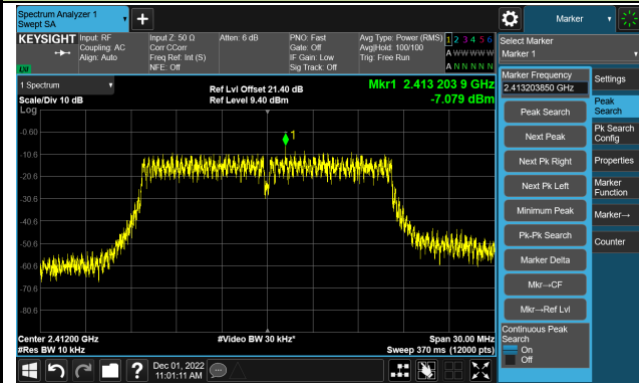 Spectrum Analyzer 1
Swept SA
Marker
KEYSIGHT
Input: RF
Coupling: AC
Align: Auto
Input Z: 50 Ω
Corr CCorr
Freq Ref: Int (S)
NFE: Off
Atten: 6 dB
PNO: Fast
Gate: Off
IF Gain: Low
Sig Track: Off
Avg Type: Power (RMS)
Avg|Hold: 100/100
Trig: Free Run
1 2 3 4 5 6
A W W W W W
A N N N N N
Select Marker
Marker 1
1 Spectrum
Scale/Div 10 dB
Log
Ref Lvl Offset 21.40 dB
Ref Level 9.40 dBm
Mkr1 2.413 203 9 GHz
-7.079 dBm
1
-0.60
-10.6
-20.6
-30.6
-40.6
-50.6
-60.6
-70.6
-80.6
Center 2.41200 GHz
#Res BW 10 kHz
#Video BW 30 kHz*
Span 30.00 MHz
Sweep 370 ms (12000 pts)
Marker Frequency
2.413203850 GHz
Peak Search
Next Peak
Next Pk Right
Next Pk Left
Minimum Peak
Pk-Pk Search
Marker Delta
Mkr→CF
Mkr→Ref Lvl
Continuous Peak
Search
On
Off
Settings
Peak
Search
Pk Search
Config
Properties
Marker
Function
Marker→
Counter
Dec 01, 2022
11:01:11 AM